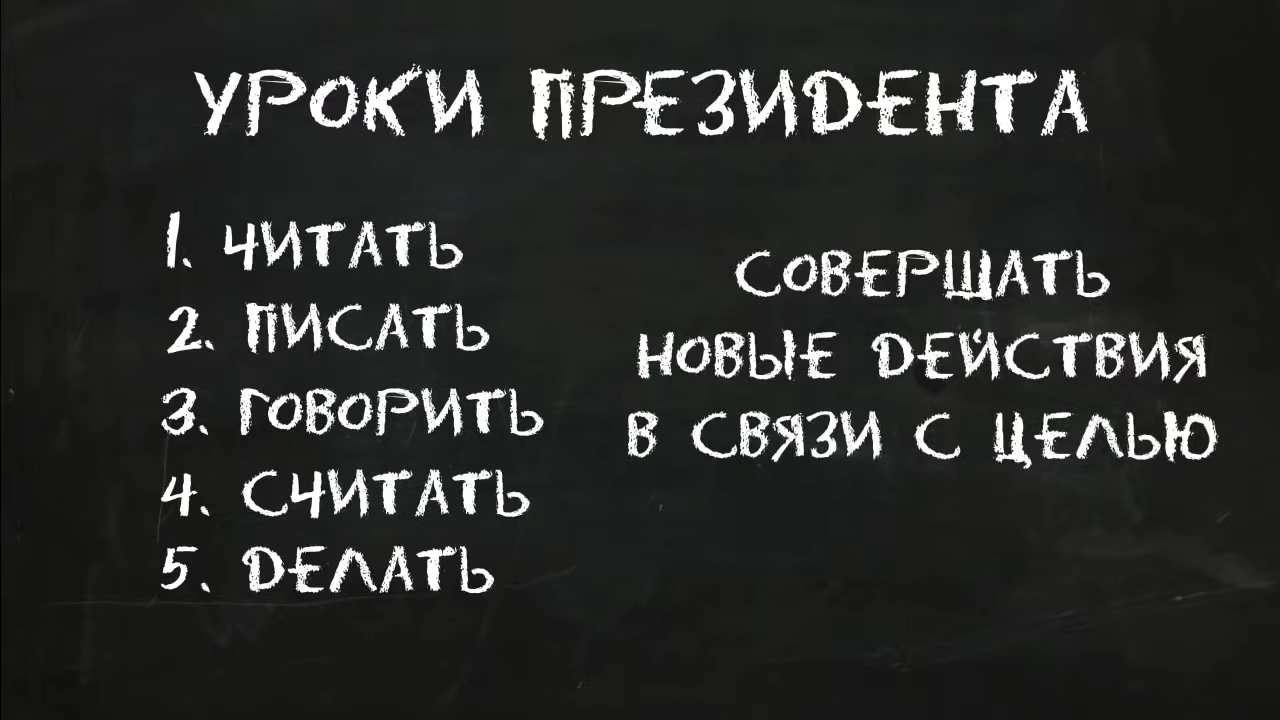 УРОКИ ПРЕЗИДЕНТА
1. ЧИТАТЬ
2. ПИСАТЬ
3. ГОВОРИТЬ
4. СЧИТАТЬ
5. ДЕЛАТЬ
СОВЕРШАТЬ
НОВЫЕ ДЕЙСТВИЯ
В СВЯЗИ С ЦЕЛЬЮ